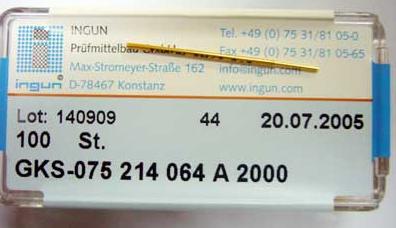 INGUN
Prüfmittelbau
Max-Stromeyer-Straße 162
D-78467 Konstanz
Tel. +49 (0) 75 31/81 05-0
Fax +49 (0) 75 31/81 05-65
info@ingun.com
www.ingun.com
ingun
Lot: 140909 44 20.07.2005
100 St.
GKS-075 214 064 A 2000